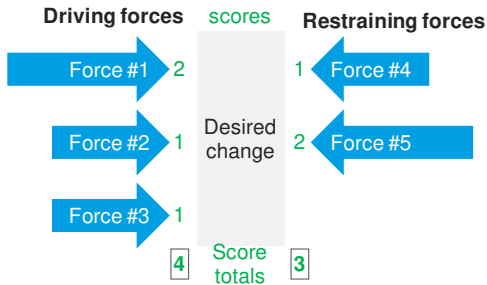 Driving forces scores Restraining forces
Force #1 2 1 Force #4
Force #2 1 Desired change 2 Force #5
Force #3 1
4 Score totals 3